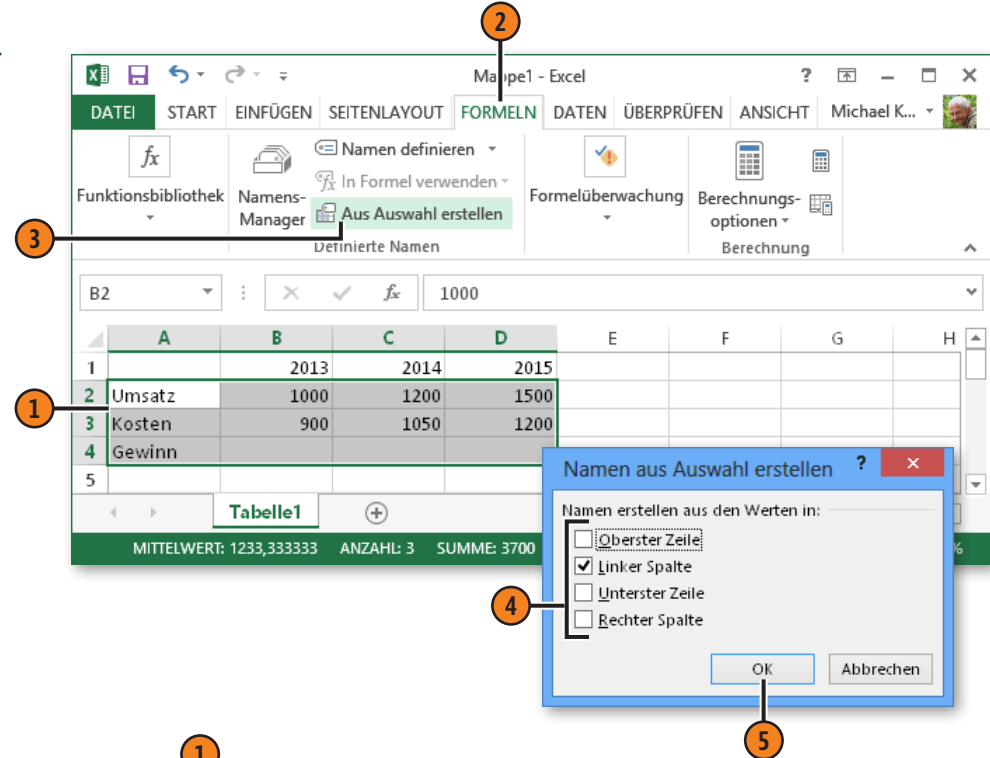 2
Mappe1 - Excel ?
DATEI START EINFÜGEN SEITENLAYOUT FORMELN DATEN ÜBERPRÜFEN ANSICHT Michael K...
fx Namen definieren
fx In Formel verwenden
Funktionsbibliothek Namens-Manager Aus Auswahl erstellen Formelüberwachung Berechnungs-optionen
3
Definierte Namen Berechnung
B2 fx 1000
A B C D E F G H
1 2013 2014 2015
1
2 Umsatz 1000 1200 1500
3 Kosten 900 1050 1200
4 Gewinn
5
Tabelle1
MITTELWERT: 1233,333333 ANZAHL: 3 SUMME: 3700 %
Namen aus Auswahl erstellen ?
Namen erstellen aus den Werten in:
Oberster Zeile
Linker Spalte
Unterster Zeile
Rechter Spalte
4
OK Abbrechen
5
1